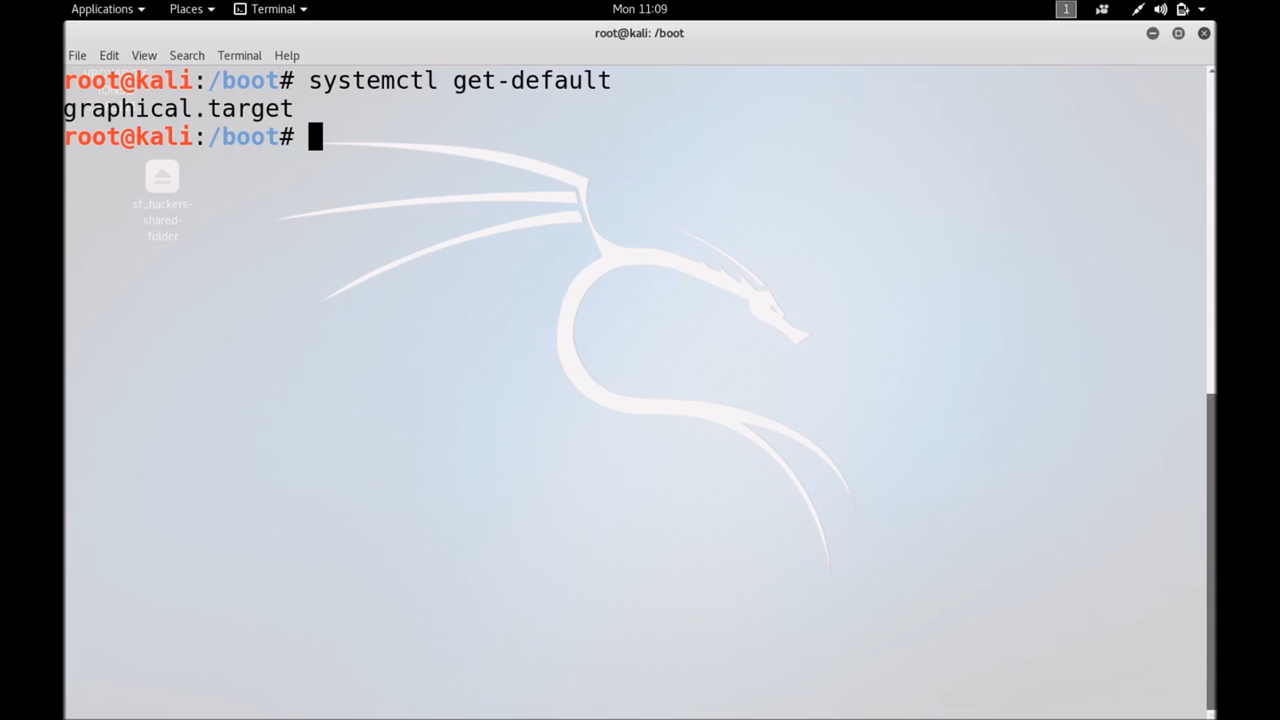 Applications Places Terminal Mon 11:09 1
root@kali: /boot
File Edit View Search Terminal Help
root@kali:/boot# systemctl get-default
graphical.target
root@kali:/boot#
sf_hackers-
shared-
folder